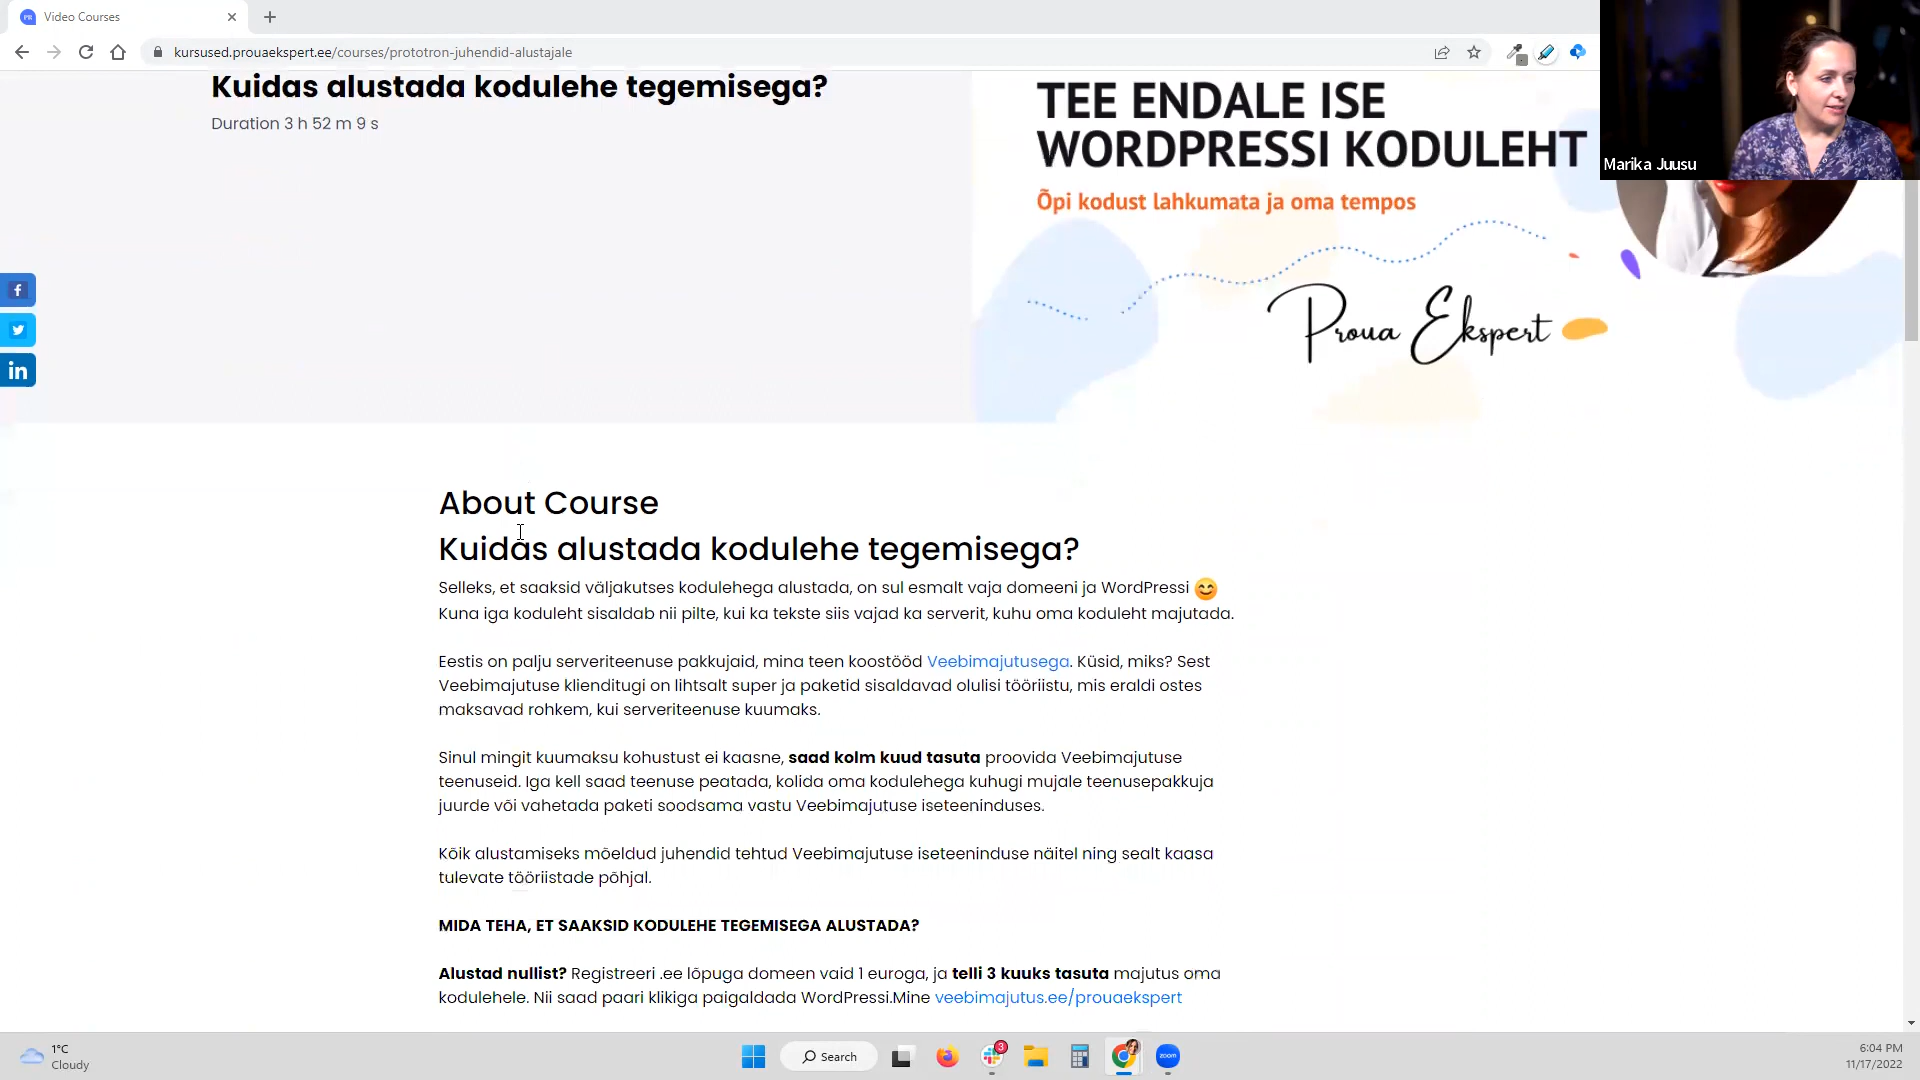 Video Courses
kursused.prouaekspert.ee/courses/prototron-juhendid-alustajale
Kuidas alustada kodulehe tegemisega?
Duration 3 h 52 m 9 s
TEE ENDALE ISE
WORDPRESSI KODULEHT
Õpi kodust lahkumata ja oma tempos
Proua Ekspert
Marika Juusu
About Course
Kuidas alustada kodulehe tegemisega?
Selleks, et saaksid väljakutses kodulehega alustada, on sul esmalt vaja domeeni ja WordPressi 😊
Kuna iga koduleht sisaldab nii pilte, kui ka tekste siis vajad ka serverit, kuhu oma koduleht majutada.
Eestis on palju serveriteenuse pakkujaid, mina teen koostööd Veebimajutusega. Küsid, miks? Sest
Veebimajutuse klienditugi on lihtsalt super ja paketid sisaldavad olulisi tööriistu, mis eraldi ostes
maksavad rohkem, kui serveriteenuse kuumaks.
Sinul mingit kuumaksu kohustust ei kaasne, saad kolm kuud tasuta proovida Veebimajutuse
teenuseid. Iga kell saad teenuse peatada, kolida oma kodulehega kuhugi mujale teenusepakkuja
juurde või vahetada paketi soodsama vastu Veebimajutuse iseteeninduses.
Kõik alustamiseks mõeldud juhendid tehtud Veebimajutuse iseteeninduse näitel ning sealt kaasa
tulevate tööriistade põhjal.
MIDA TEHA, ET SAAKSID KODULEHE TEGEMISEGA ALUSTADA?
Alustad nullist? Registreeri .ee lõpuga domeen vaid 1 euroga, ja telli 3 kuuks tasuta majutus oma
kodulehele. Nii saad paari klikiga paigaldada WordPressi.Mine veebimajutus.ee/prouaekspert
1°C
Cloudy
Search
3
zoom
6:04 PM
11/17/2022